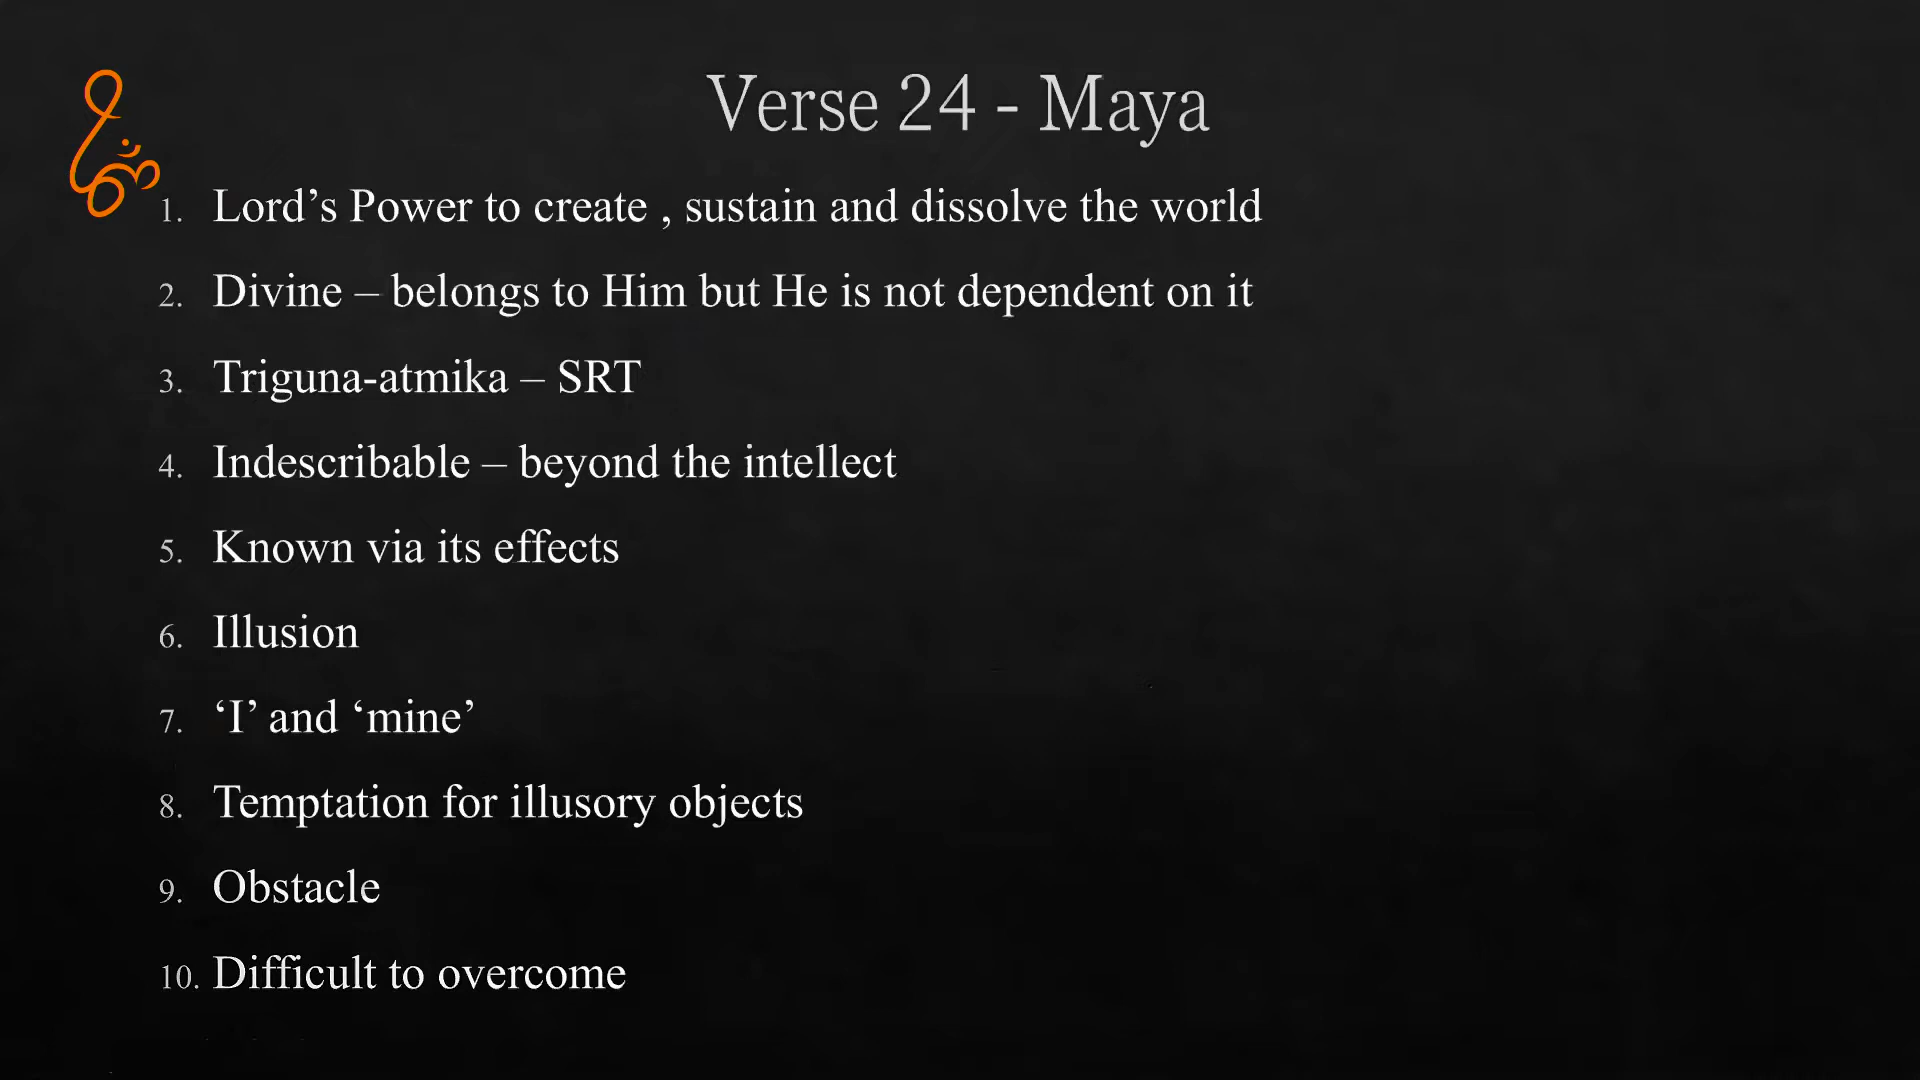 Verse 24 - Maya
1. Lord’s Power to create , sustain and dissolve the world
2. Divine – belongs to Him but He is not dependent on it
3. Triguna-atmika – SRT
4. Indescribable – beyond the intellect
5. Known via its effects
6. Illusion
7. ‘I’ and ‘mine’
8. Temptation for illusory objects
9. Obstacle
10. Difficult to overcome